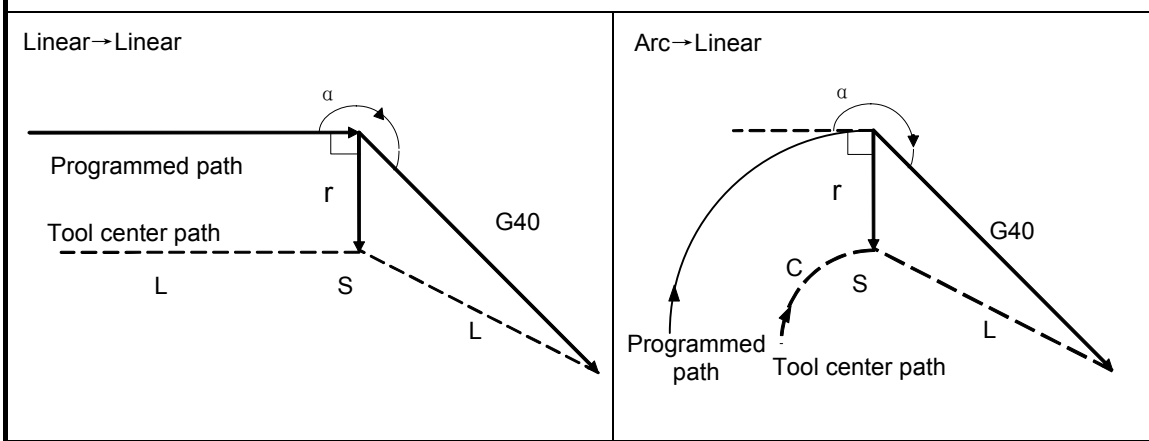 Linear→Linear
α
Programmed path
r
G40
Tool center path
L
S
L
Arc→Linear
α
r
G40
C
S
L
Programmed
path
Tool center path